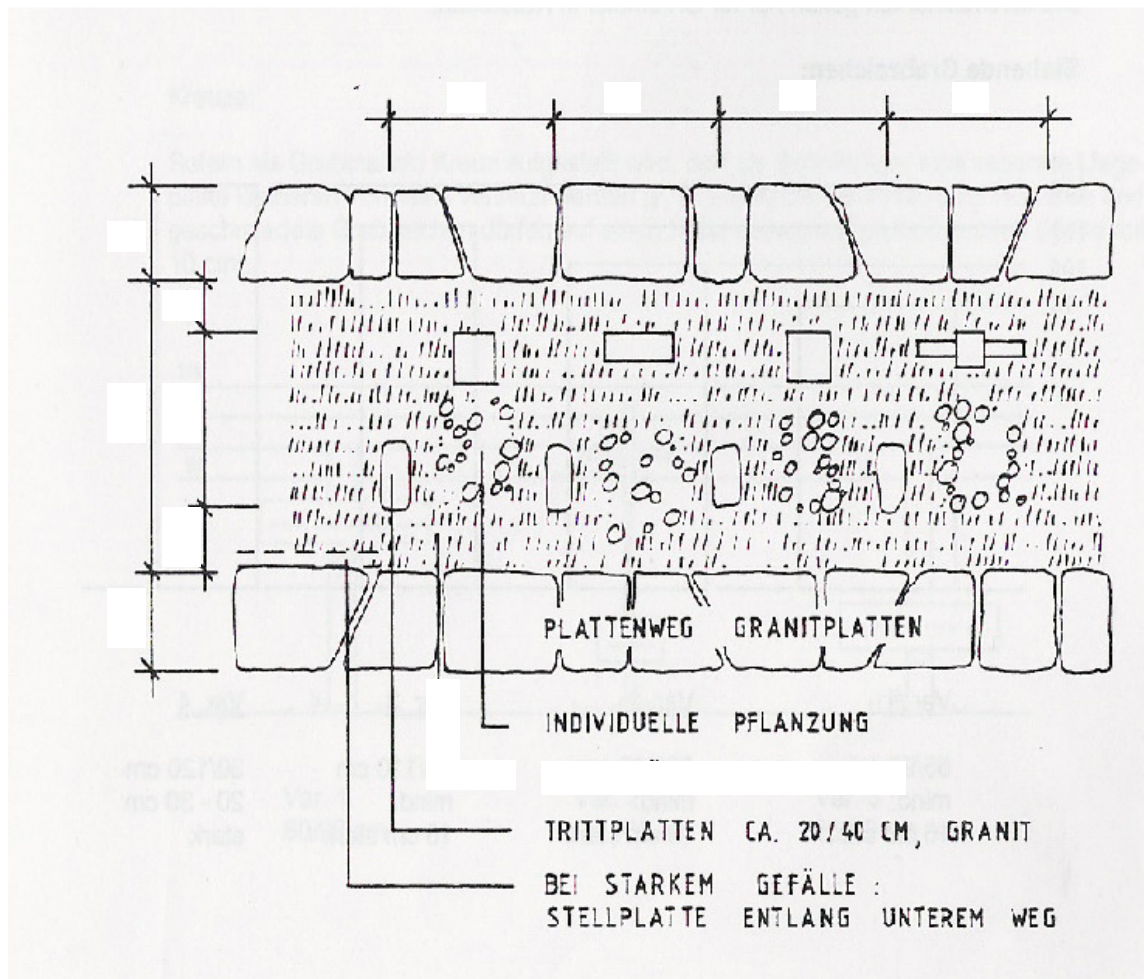 PLATTENWEG GRANITPLATTEN
INDIVIDUELLE PFLANZUNG
TRITTPLATTEN CA. 20/40 CM, GRANIT
BEI STARKEM GEFÄLLE :
STELLPLATTE ENTLANG UNTEREM WEG